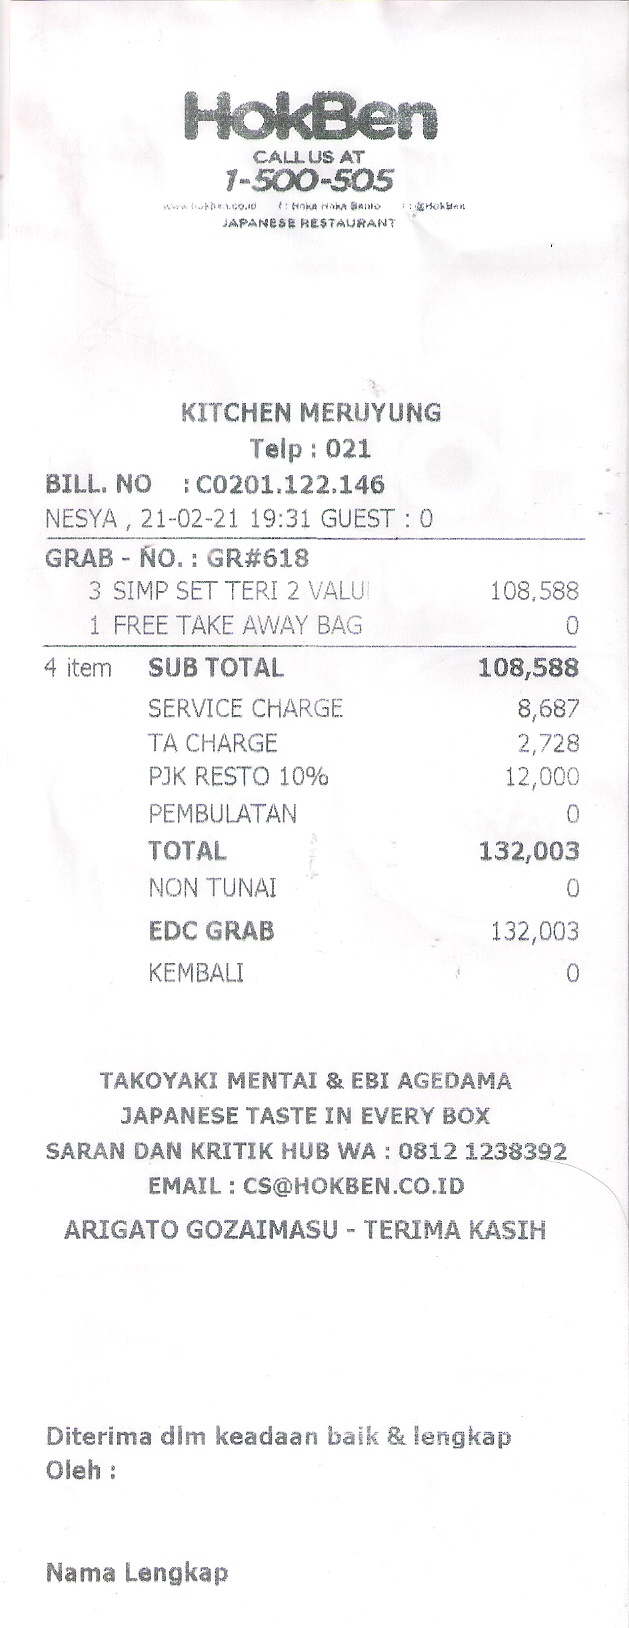 HokBen
CALL US AT
1-500-505
www.hokben.co.id f : Hoka Hoka Bento : @HokBen
JAPANESE RESTAURANT
KITCHEN MERUYUNG
Telp : 021
BILL. NO : C0201.122.146
NESYA , 21-02-21 19:31 GUEST : 0
GRAB - NO. : GR#618
3 SIMP SET TERI 2 VALU 108,588
1 FREE TAKE AWAY BAG 0
4 item SUB TOTAL 108,588
SERVICE CHARGE 8,687
TA CHARGE 2,728
PJK RESTO 10% 12,000
PEMBULATAN 0
TOTAL 132,003
NON TUNAI 0
EDC GRAB 132,003
KEMBALI 0
TAKOYAKI MENTAI & EBI AGEDAMA
JAPANESE TASTE IN EVERY BOX
SARAN DAN KRITIK HUB WA : 0812 1238392
EMAIL : CS@HOKBEN.CO.ID
ARIGATO GOZAIMASU - TERIMA KASIH
Diterima dlm keadaan baik & lengkap
Oleh :
Nama Lengkap